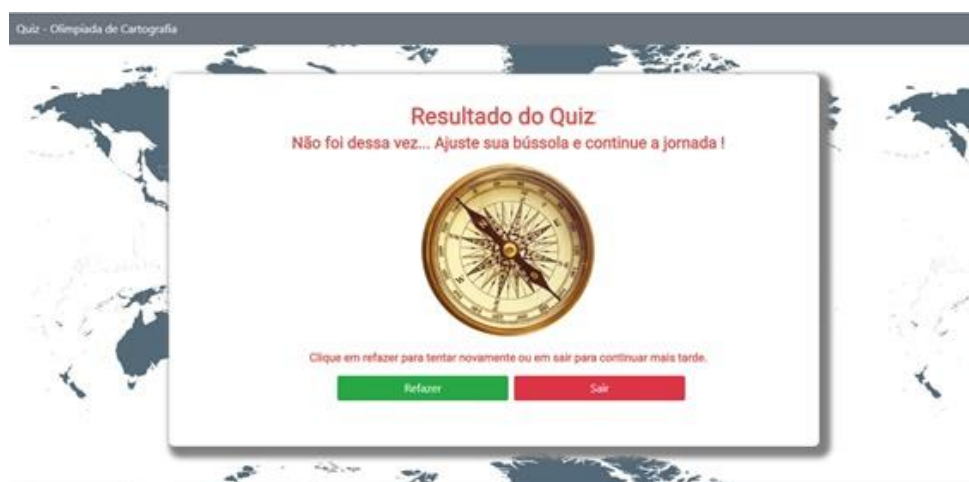 Quiz - Olimpíada de Cartografia
Resultado do Quiz
Não foi dessa vez... Ajuste sua bússola e continue a jornada !
Clique em refazer para tentar novamente ou em sair para continuar mais tarde.
Refazer
Sair